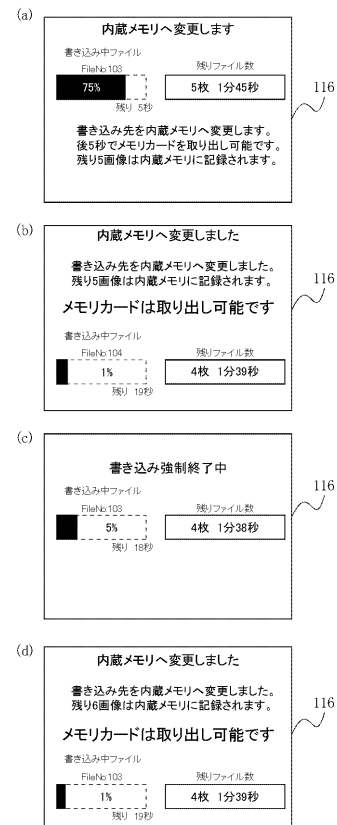 (a)
内蔵メモリへ変更します
書き込み中ファイル
FileNo.103
残りファイル数
75%
5枚 1分45秒
残り 5秒
116
書き込み先を内蔵メモリへ変更します。
後5秒でメモリカードを取り出し可能です。
残り5画像は内蔵メモリに記録されます。
(b)
内蔵メモリへ変更しました
書き込み先を内蔵メモリへ変更しました。
残り5画像は内蔵メモリに記録されます。
116
メモリカードは取り出し可能です
書き込み中ファイル
FileNo.104
残りファイル数
1%
4枚 1分39秒
残り 19秒
(c)
書き込み強制終了中
書き込み中ファイル
116
FileNo.103
残りファイル数
5%
4枚 1分38秒
残り 18秒
(d)
内蔵メモリへ変更しました
書き込み先を内蔵メモリへ変更しました。
残り6画像は内蔵メモリに記録されます。
116
メモリカードは取り出し可能です
書き込み中ファイル
FileNo.103
残りファイル数
1%
4枚 1分39秒
残り 19秒